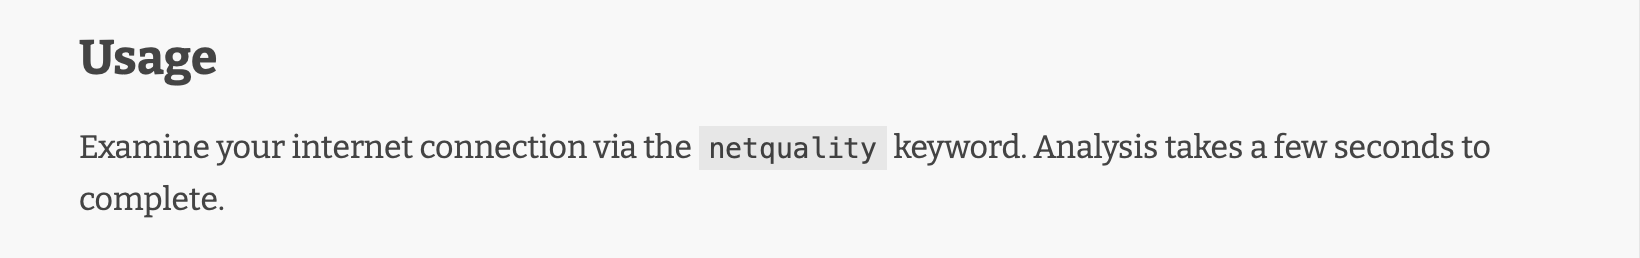 Usage
Examine your internet connection via the netquality keyword. Analysis takes a few seconds to
complete.